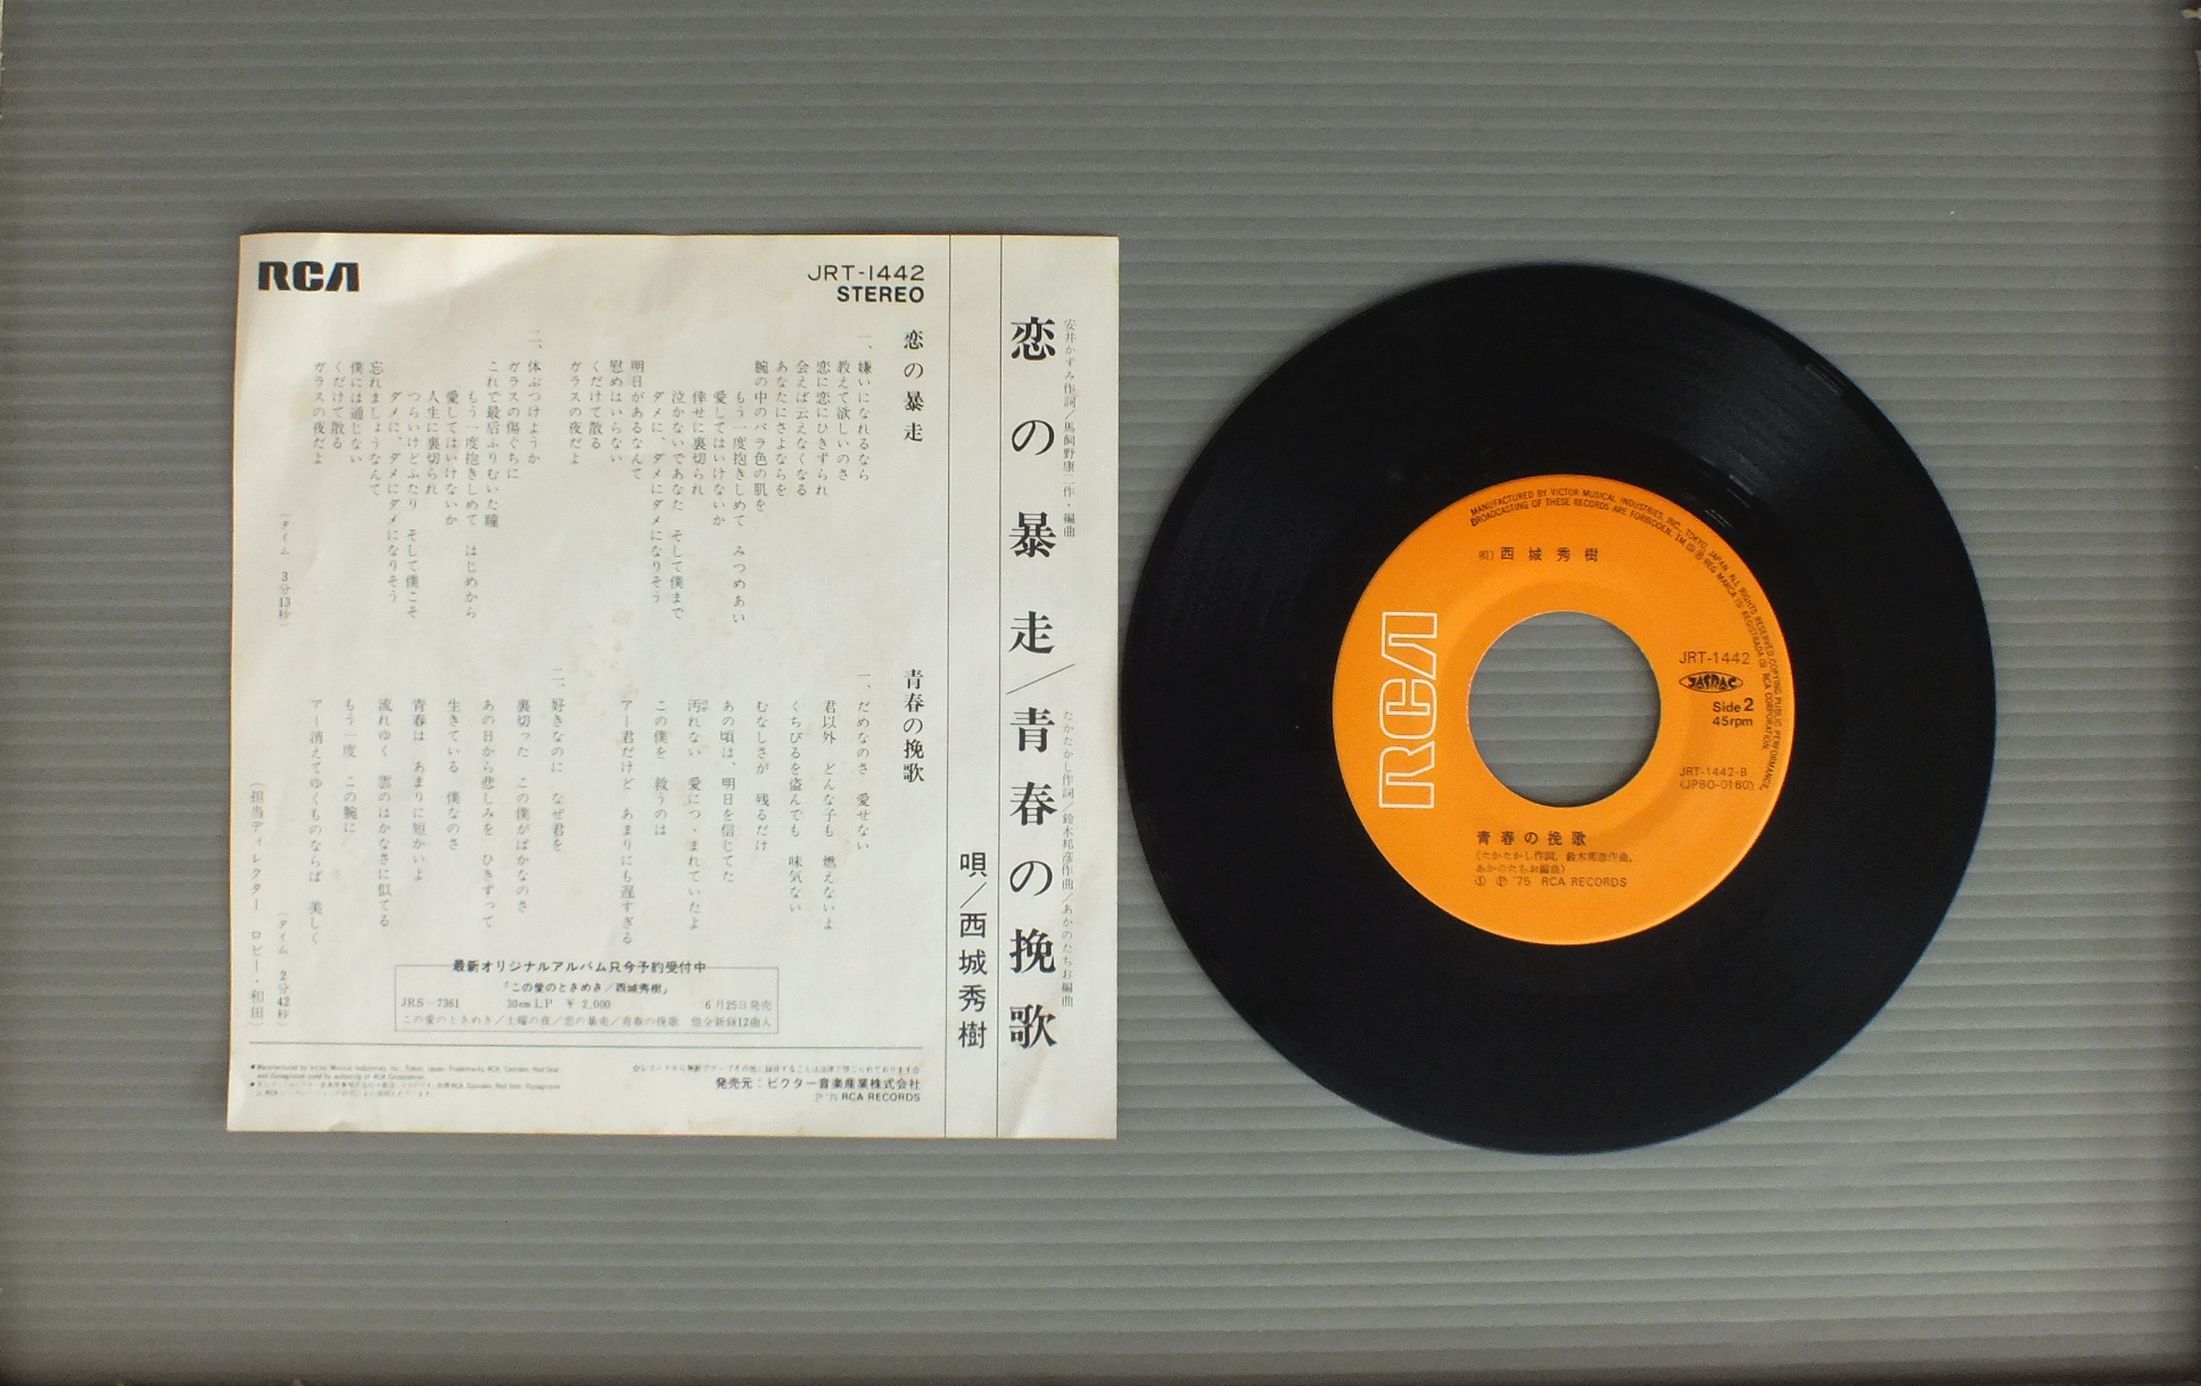 RCA
JRT-1442
STEREO
安井かずみ作詞/馬飼野康二作・編曲
恋の暴走/青春の挽歌
たかたかし作詞/鈴木邦彦作曲/あかのたちお編曲
唄/西城秀樹
恋の暴走
一、嫌いになれるなら
教えて欲しいのさ
恋に恋にひきずられ
会えば云えなくなる
あなたにさよならを
腕の中のバラ色の肌を
もう一度抱きしめて みつめあい
愛してはいけないか
倖せに裏切られ
泣かないであなた そして僕まで
ダメに、ダメにダメになりそう
明日があるなんて
慰めはいらない
くだけて散る
ガラスの夜だよ
二、体ぶつけようか
ガラスの傷ぐちに
これで最后ふりむいた瞳
もう一度抱きしめて はじめから
愛してはいけないか
人生に裏切られ
つらいけどふたり そして僕こそ
ダメに、ダメにダメになりそう
忘れましょうなんて
僕には通じない
くだけて散る
ガラスの夜だよ
(タイム 3分13秒)
青春の挽歌
一、だめなのさ 愛せない
君以外 どんな子も 燃えないよ
くちびるを盗んでも 味気ない
むなしさが 残るだけ
あの頃は、明日を信じてた
汚れない 愛につゝまれていたよ
この僕を 救うのは
アー君だけど あまりにも遅すぎる
二、好きなのに なぜ君を
裏切った この僕がばかなのさ
あの日から悲しみを ひきずって
生きている 僕なのさ
青春は あまりに短かいよ
流れゆく 雲のはかなさに似てる
もう一度 この腕に
アー消えてゆくものならば 美しく
(タイム 2分42秒)
(担当ディレクター ロビー・和田)
最新オリジナルアルバム只今予約受付中
「この愛のときめき/西城秀樹」
JRS-7361 30cm LP ¥2,000 6月25日発売
この愛のときめき/土曜の夜/恋の暴走/青春の挽歌 他全新録12曲入
発売元:ビクター音楽産業株式会社
Ⓟ '75 RCA RECORDS
MANUFACTURED BY VICTOR MUSICAL INDUSTRIES, INC., TOKYO, JAPAN. ALL RIGHTS RESERVED. COPYING, PUBLIC PERFORMANCE,
BROADCASTING OF THESE RECORDS ARE FORBIDDEN. TM(S) ® REG. MARCA(S) REGISTRADA(S) RCA CORPORATION
唄) 西城秀樹
RCA
JRT-1442
JASRAC
Side 2
45rpm
JRT-1442-B
(JPBO-0160)
青春の挽歌
(たかたかし作詞, 鈴木邦彦作曲,
あかのたちお編曲)
Ⓟ '75 RCA RECORDS